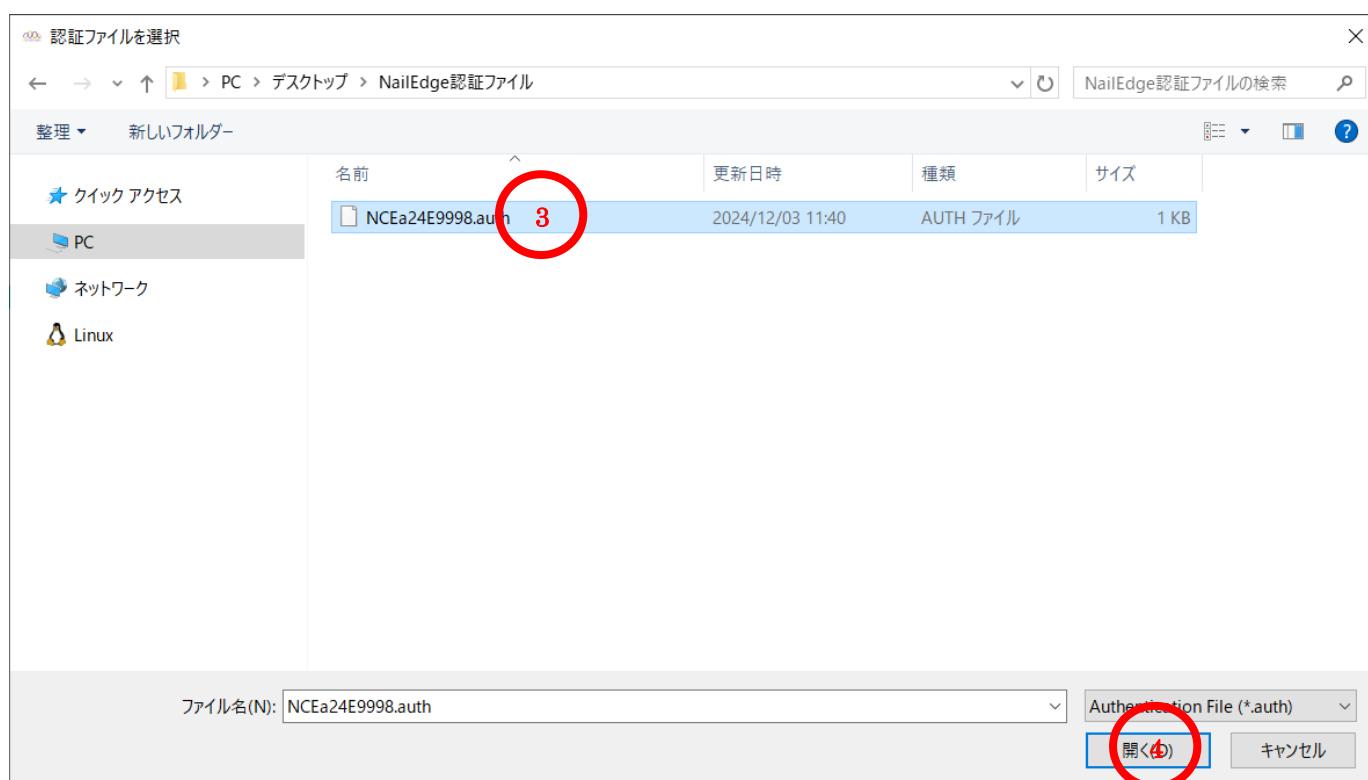 認証ファイルを選択
PC > デスクトップ > NailEdge認証ファイル
NailEdge認証ファイルの検索
整理 新しいフォルダー
名前 更新日時 種類 サイズ
クイック アクセス
NCEa24E9998.auth 3 2024/12/03 11:40 AUTH ファイル 1 KB
PC
ネットワーク
Linux
ファイル名(N): NCEa24E9998.auth Authentication File (*.auth)
開く(O) 4 キャンセル